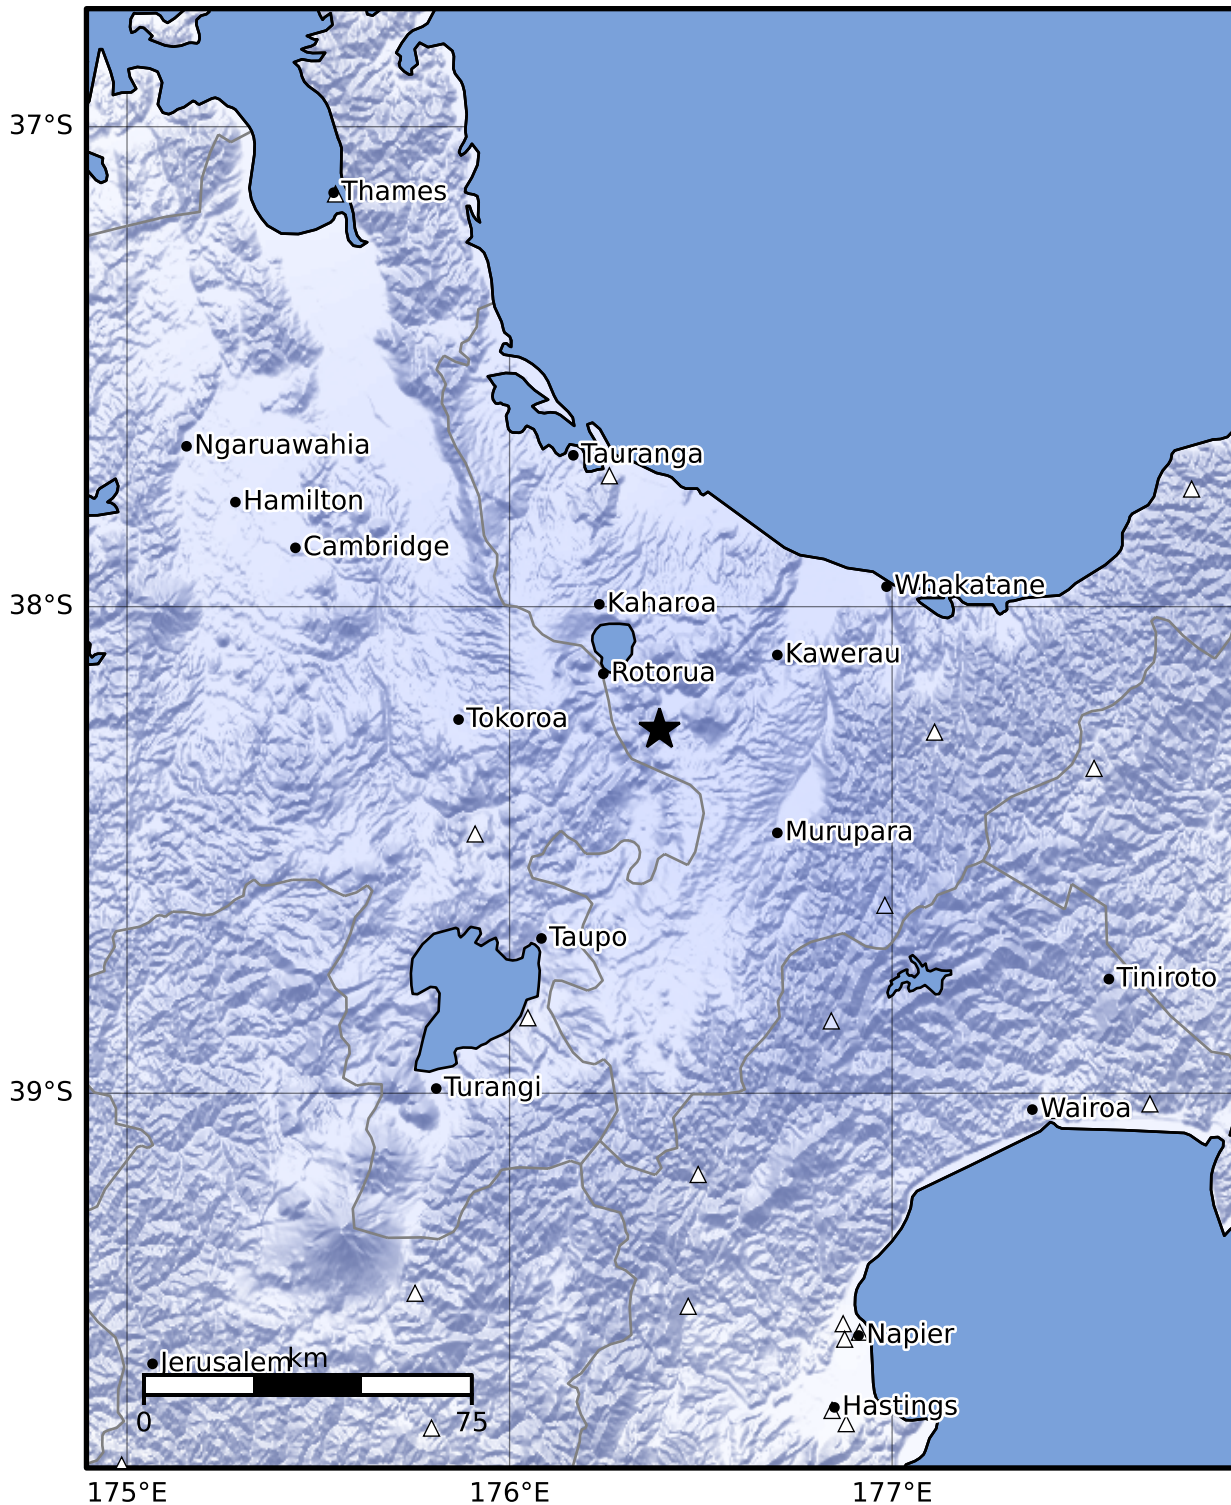 37°S
Thames
Ngaruawahia
Tauranga
Hamilton
Cambridge
Whakatane
38°S
Kaharoa
Kawerau
Rotorua
Tokoroa
Murupara
Taupo
Tiniroto
39°S
Turangi
Wairoa
Napier
Jerusalem
km
Hastings
0
75
175°E
176°E
177°E